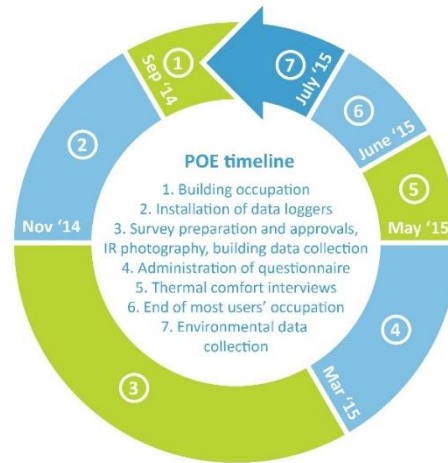 1
Sep '14
2
Nov '14
3
4
Mar '15
5
May '15
6
June '15
7
July '15
POE timeline
1. Building occupation
2. Installation of data loggers
3. Survey preparation and approvals,
IR photography, building data collection
4. Administration of questionnaire
5. Thermal comfort interviews
6. End of most users' occupation
7. Environmental data
collection